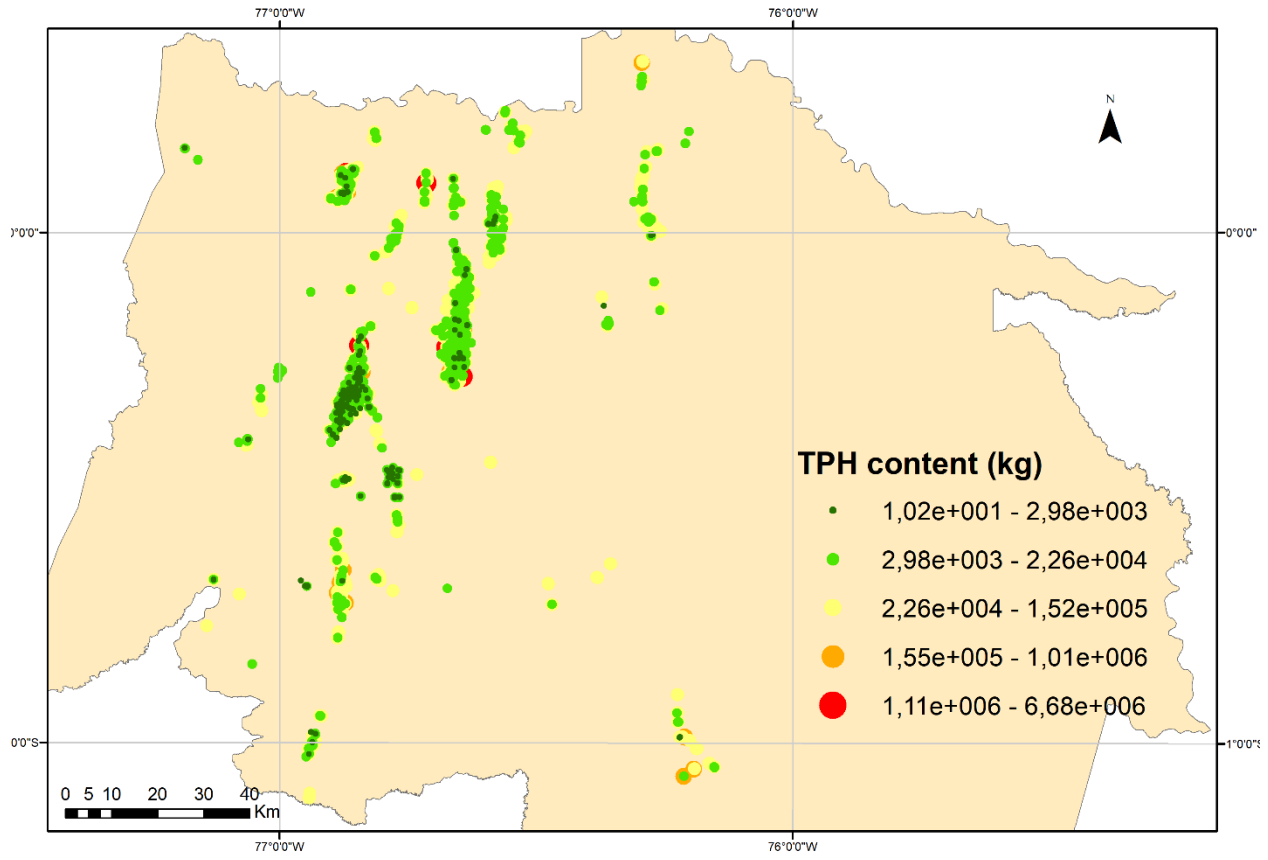 77°0'0"W 76°0'0"W
N
0°0'0" 0°0'0"
TPH content (kg)
1,02e+001 - 2,98e+003
2,98e+003 - 2,26e+004
2,26e+004 - 1,52e+005
1,55e+005 - 1,01e+006
1,11e+006 - 6,68e+006
0'0"S 1°0'0"S
0 5 10 20 30 40
Km
77°0'0"W 76°0'0"W